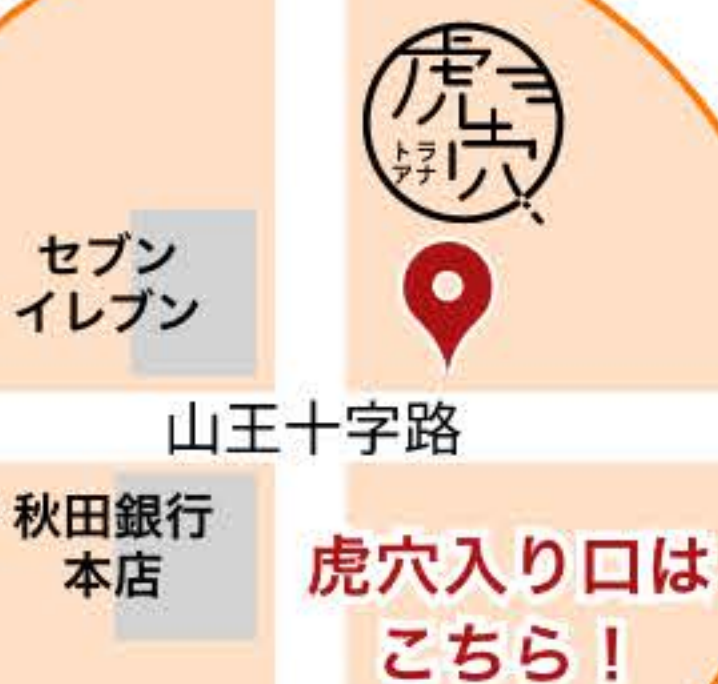 虎穴
トラ
アナ
セブン
イレブン
山王十字路
秋田銀行
本店
虎穴入り口は
こちら！